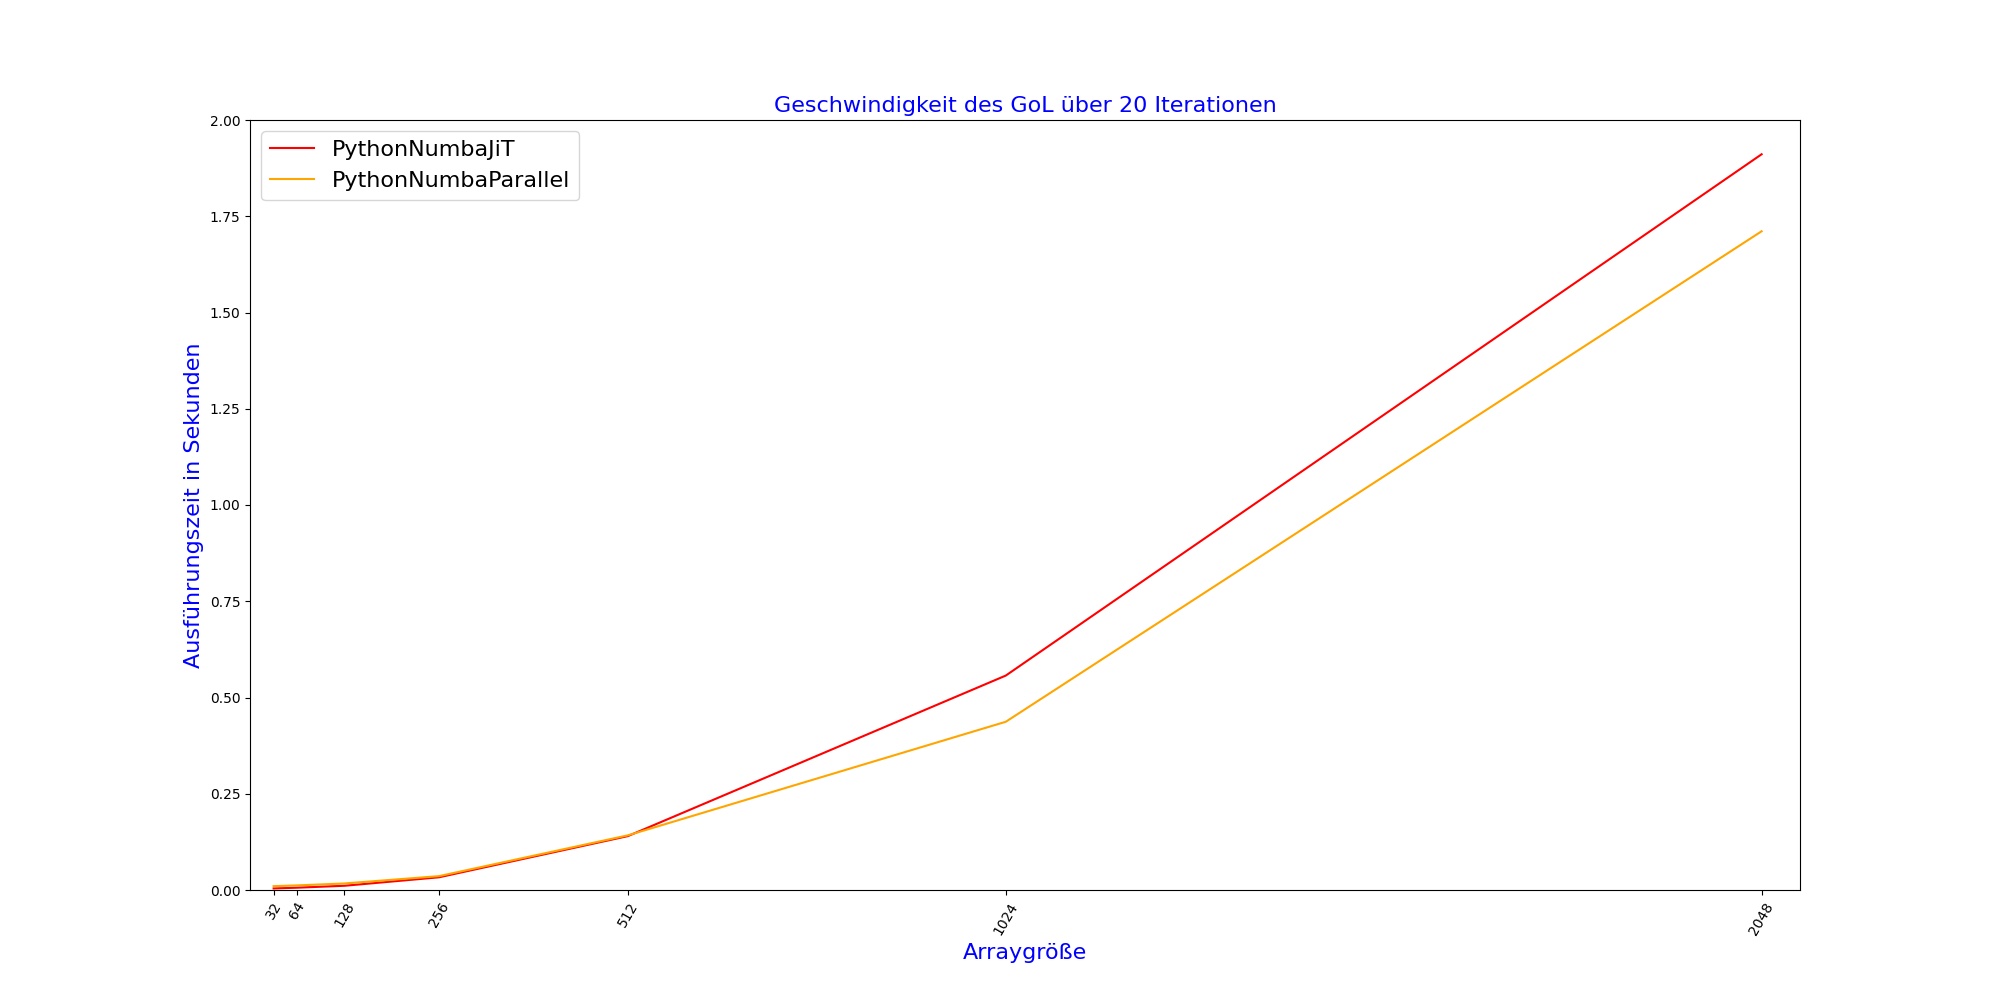 Geschwindigkeit des GoL über 20 Iterationen
PythonNumbaJiT
PythonNumbaParallel
Ausführungszeit in Sekunden
2.00
1.75
1.50
1.25
1.00
0.75
0.50
0.25
0.00
32 64 128 256 512 1024 2048
Arraygröße